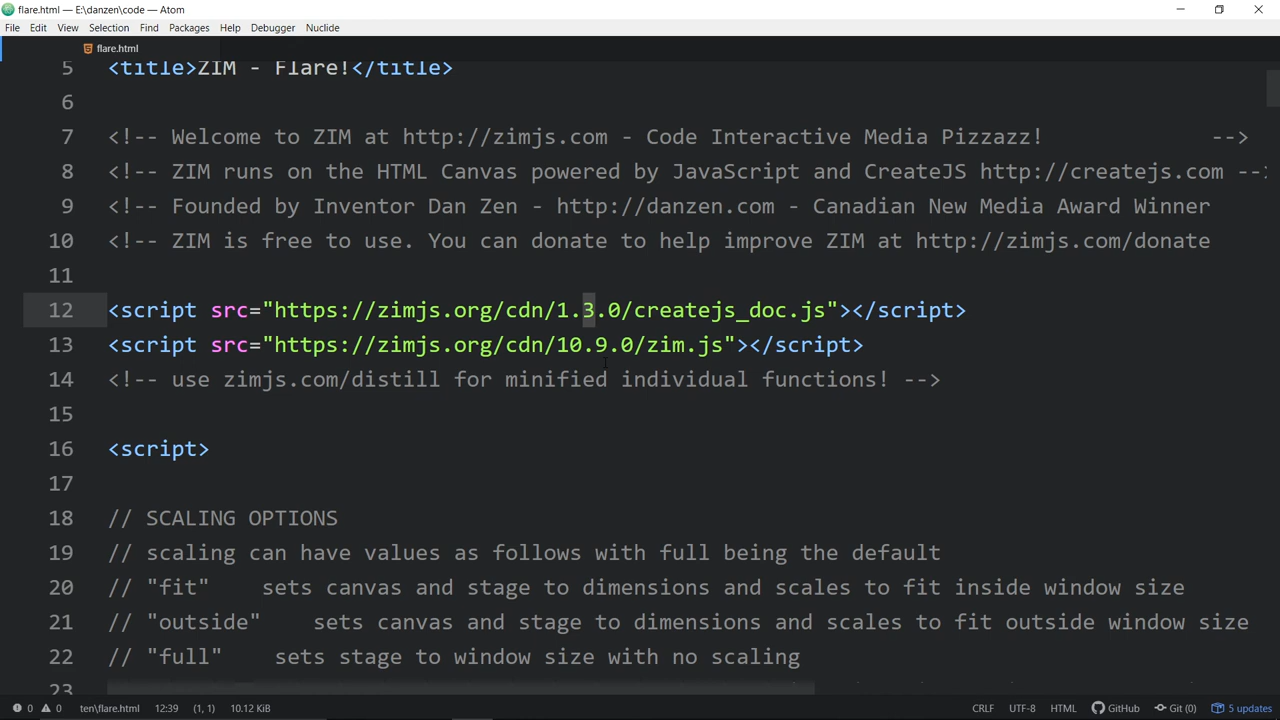 flare.html — E:\danzen\code — Atom
File Edit View Selection Find Packages Help Debugger Nuclide
flare.html
5 <title>ZIM - Flare!</title>
6
7 <!-- Welcome to ZIM at http://zimjs.com - Code Interactive Media Pizzazz! -->
8 <!-- ZIM runs on the HTML Canvas powered by JavaScript and CreateJS http://createjs.com --
9 <!-- Founded by Inventor Dan Zen - http://danzen.com - Canadian New Media Award Winner
10 <!-- ZIM is free to use. You can donate to help improve ZIM at http://zimjs.com/donate
11
12 <script src="https://zimjs.org/cdn/1.3.0/createjs_doc.js"></script>
13 <script src="https://zimjs.org/cdn/10.9.0/zim.js"></script>
14 <!-- use zimjs.com/distill for minified individual functions! -->
15
16 <script>
17
18 // SCALING OPTIONS
19 // scaling can have values as follows with full being the default
20 // "fit" sets canvas and stage to dimensions and scales to fit inside window size
21 // "outside" sets canvas and stage to dimensions and scales to fit outside window size
22 // "full" sets stage to window size with no scaling
23
0 0 ten\flare.html 12:39 (1, 1) 10.12 KiB CRLF UTF-8 HTML GitHub Git (0) 5 updates